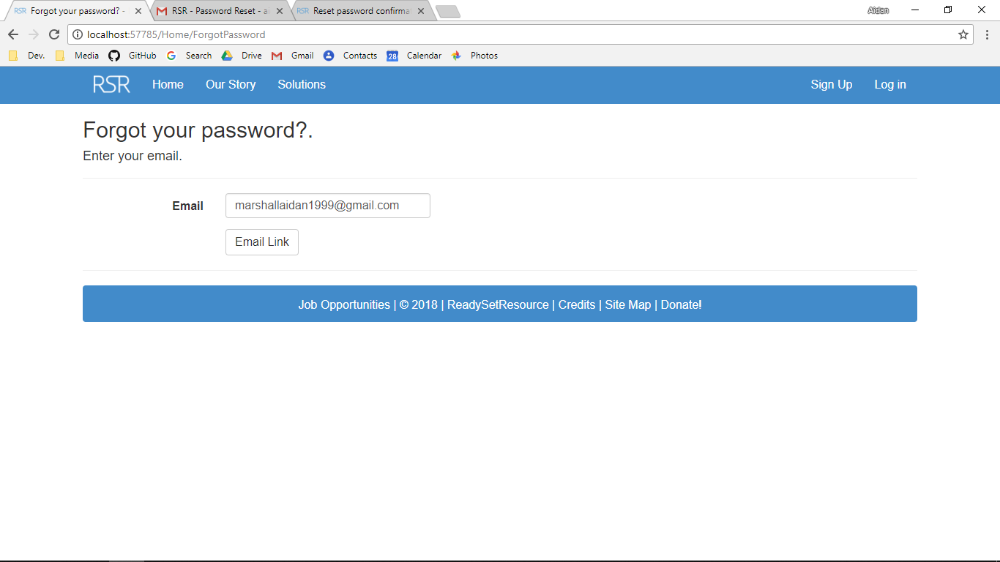 RSR Forgot your password? -
RSR - Password Reset - ai
RSR Reset password confirma
Aidan
localhost:57785/Home/ForgotPassword
Dev. Media GitHub Search Drive Gmail Contacts 28 Calendar Photos
RSR Home Our Story Solutions Sign Up Log in
Forgot your password?.
Enter your email.
Email marshallaidan1999@gmail.com
Email Link
Job Opportunities | © 2018 | ReadySetResource | Credits | Site Map | Donate!